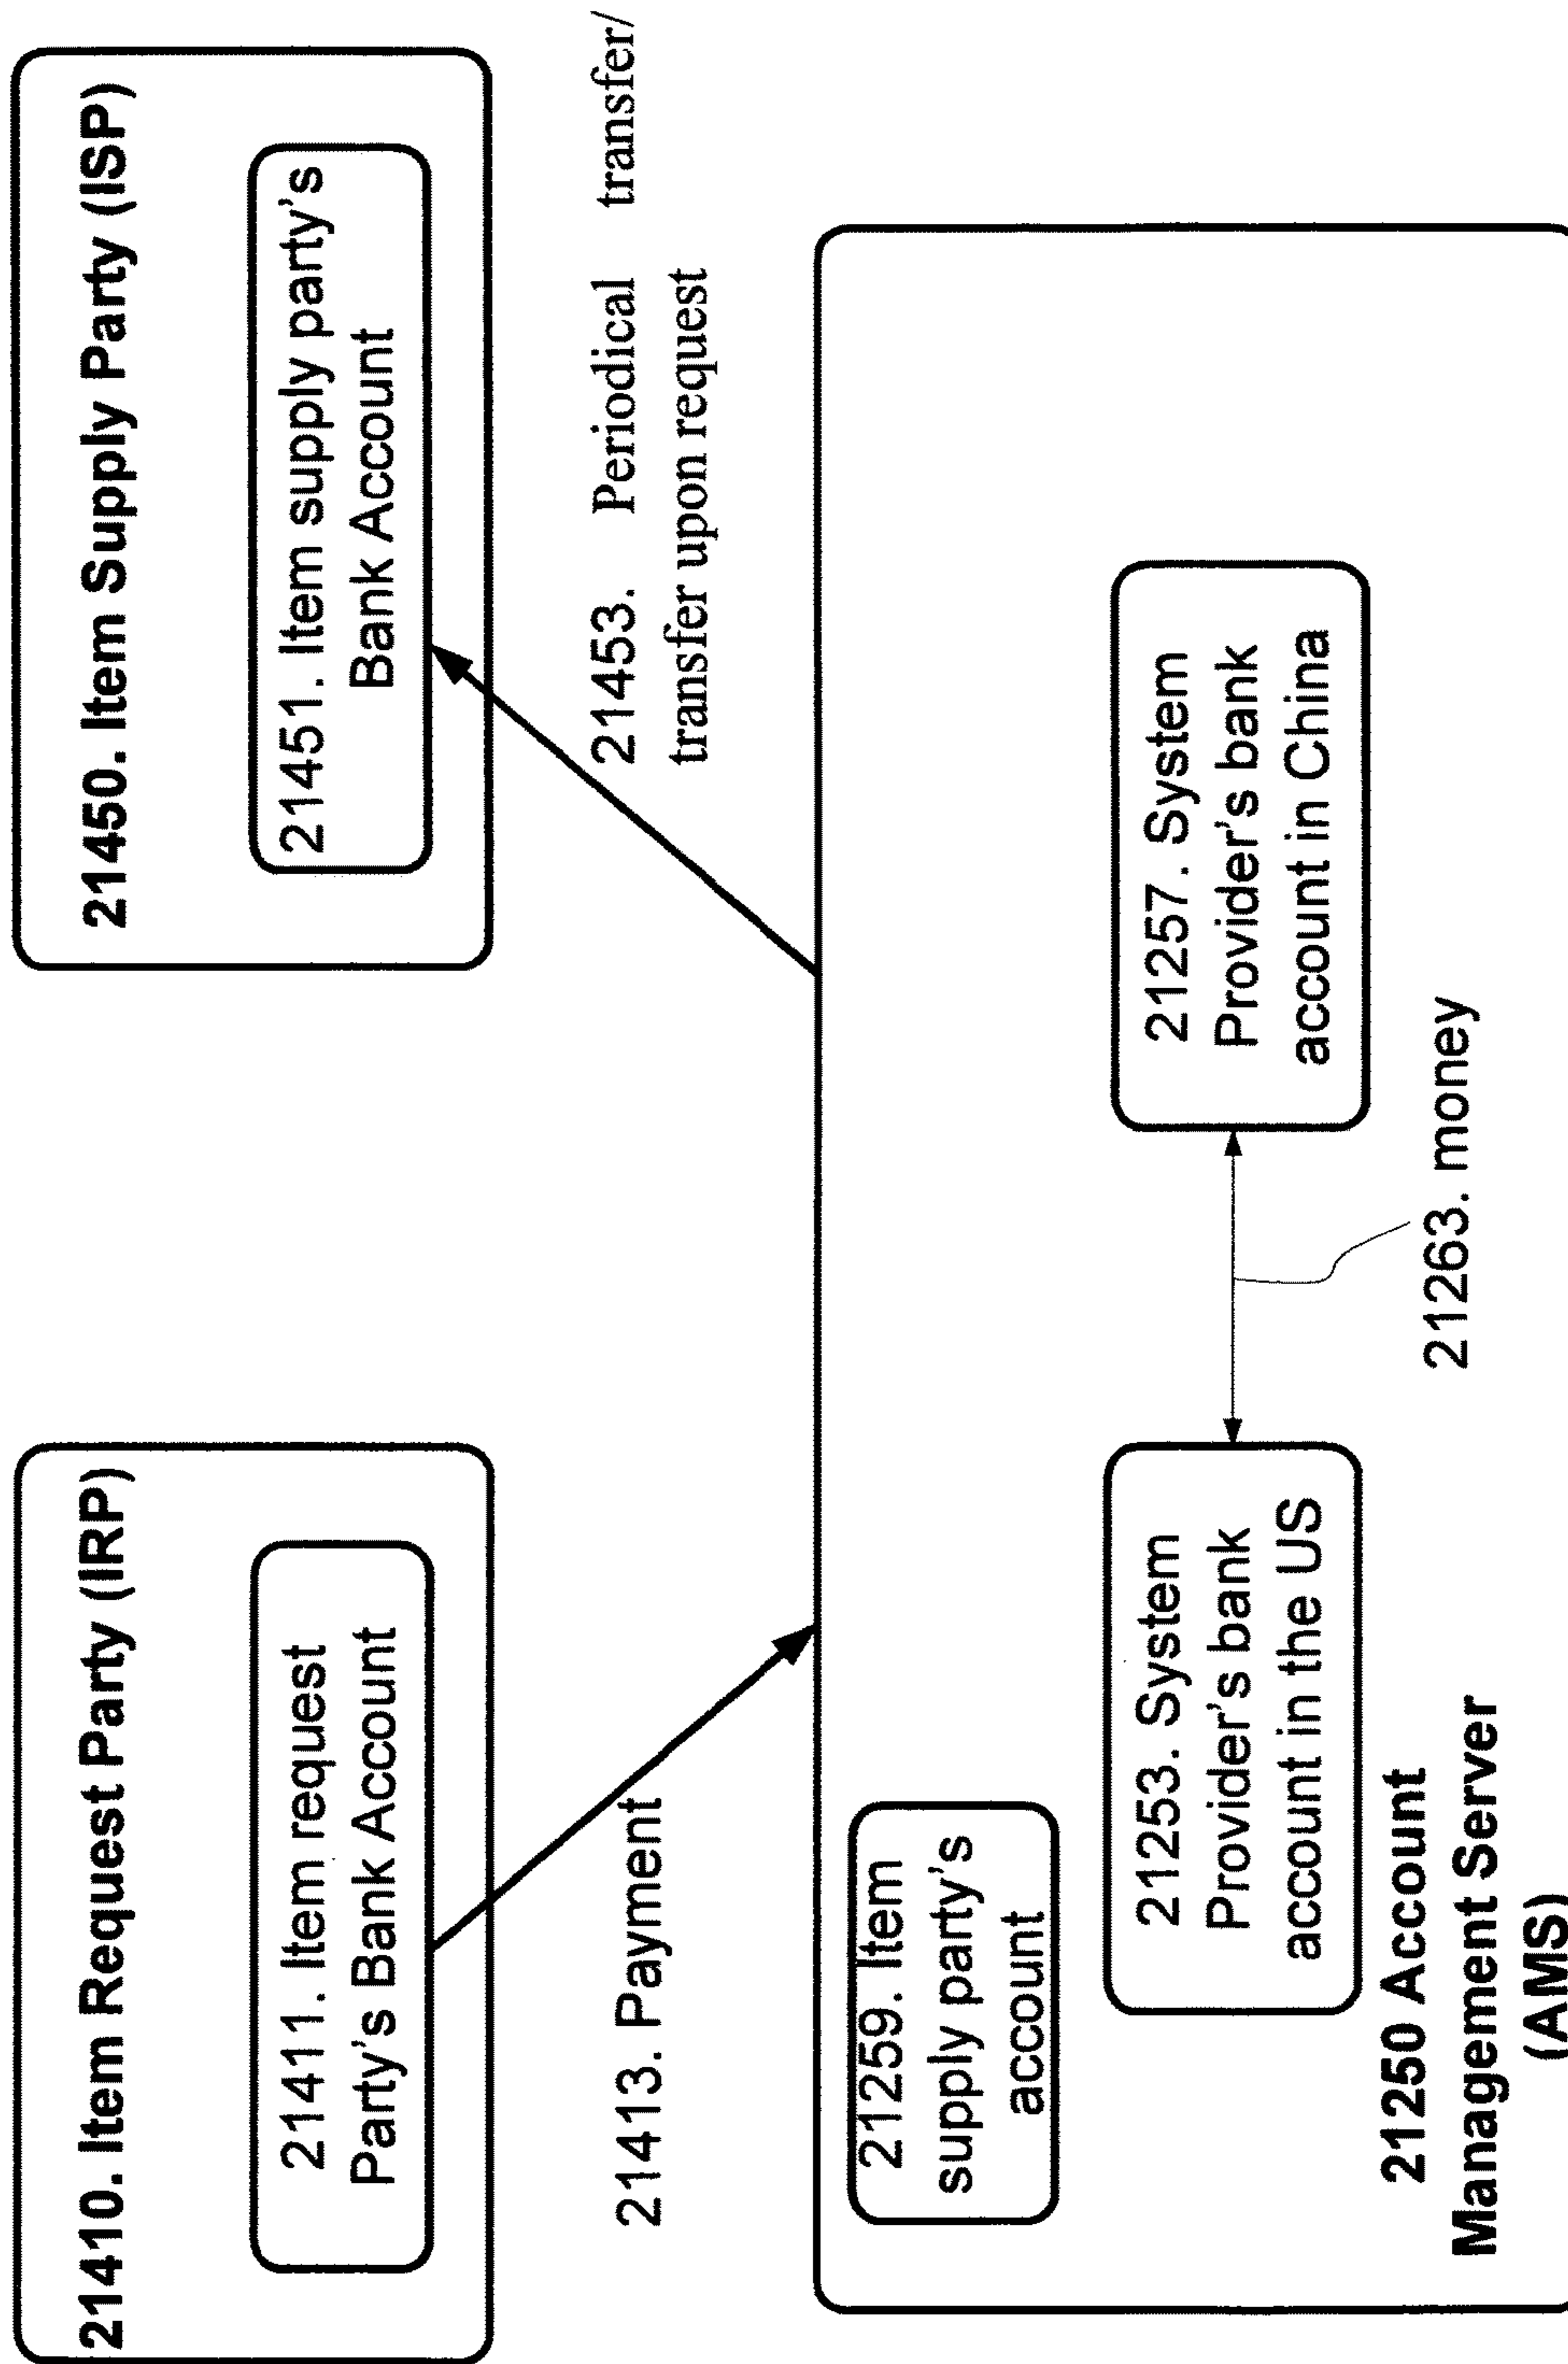 21410. Item Request Party (IRP)
21411. Item request
Party's Bank Account
21450. Item Supply Party (ISP)
21451. Item supply party's
Bank Account
21413. Payment
21453. Periodical transfer/
transfer upon request
21259. Item
supply party's
account
21253. System
Provider's bank
account in the US
21257. System
Provider's bank
account in China
21263. money
21250 Account
Management Server
(AMS)